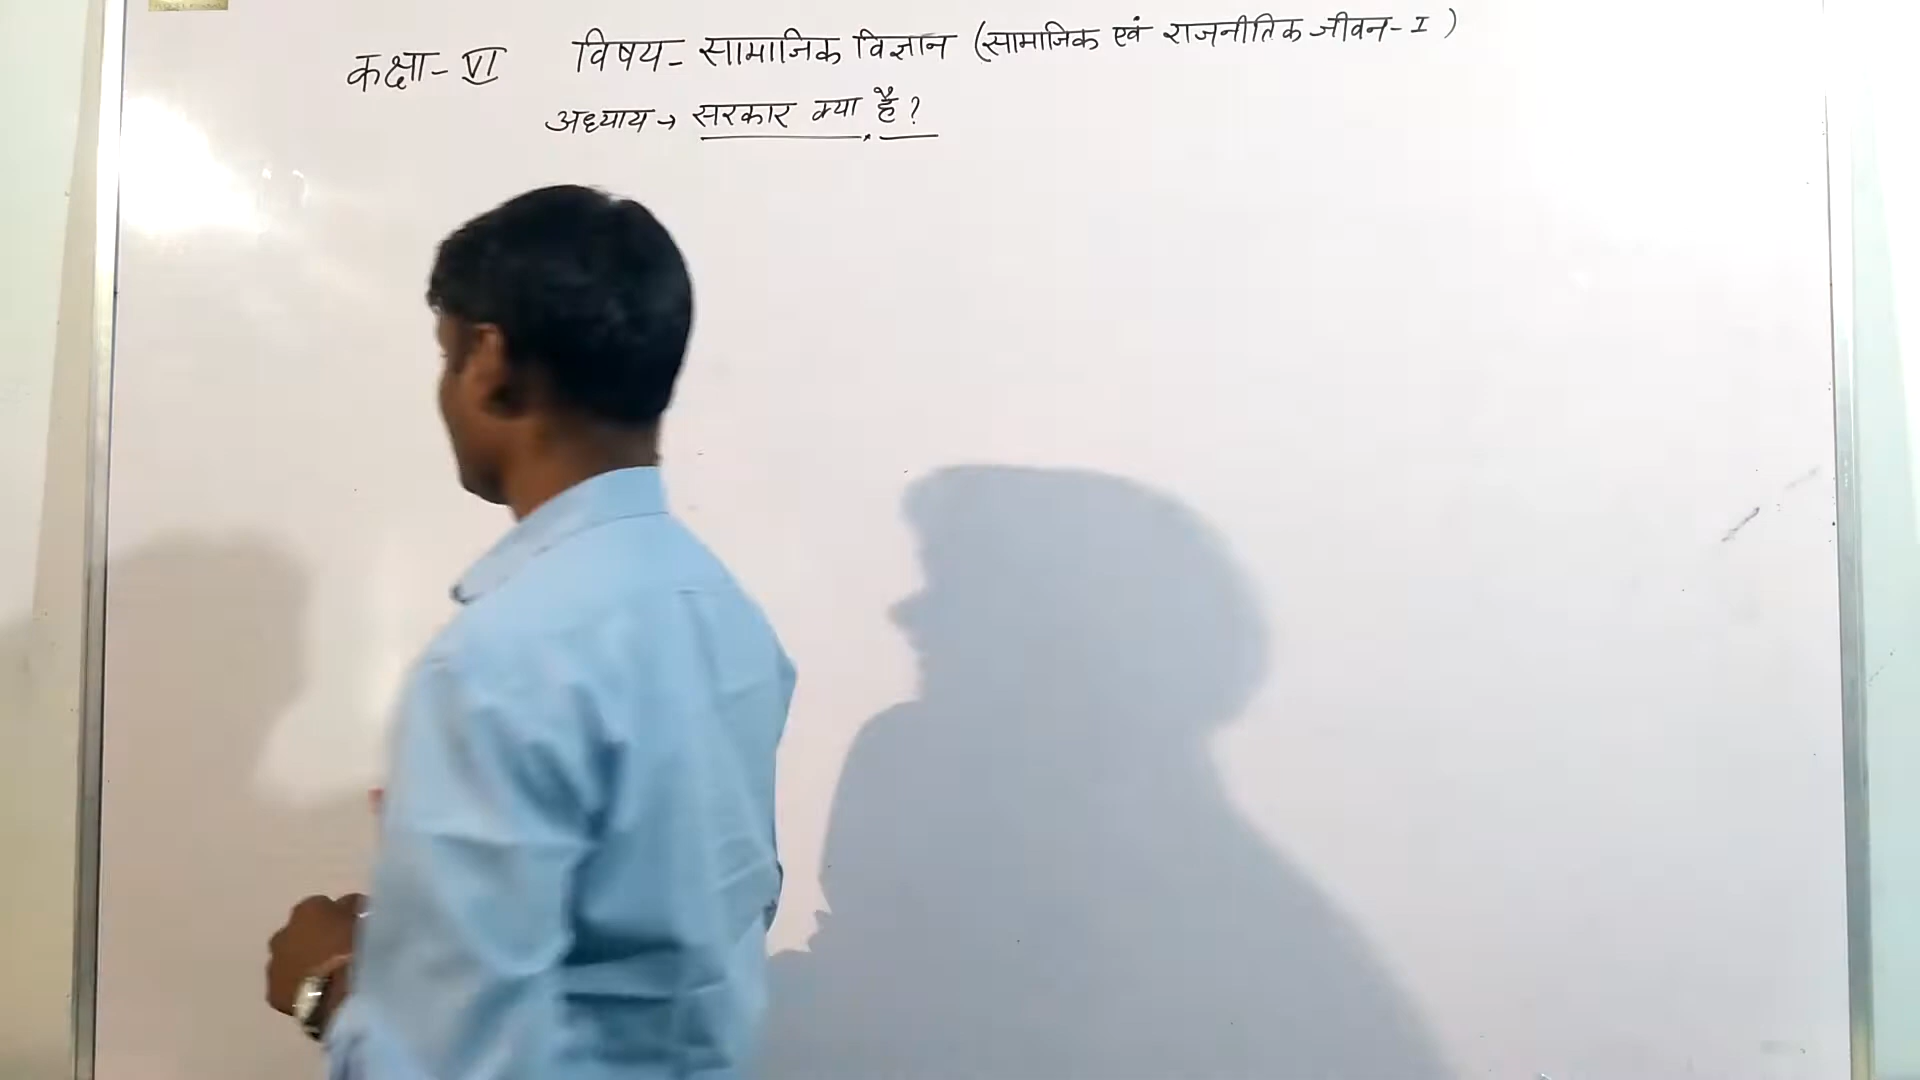 कक्षा- VI विषय- सामाजिक विज्ञान (सामाजिक एवं राजनीतिक जीवन- I )
अध्याय → सरकार क्या है?